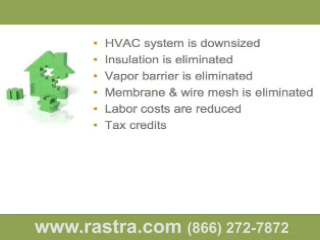 • HVAC system is downsized
• Insulation is eliminated
• Vapor barrier is eliminated
• Membrane & wire mesh is eliminated
• Labor costs are reduced
• Tax credits
www.rastra.com (866) 272-7872